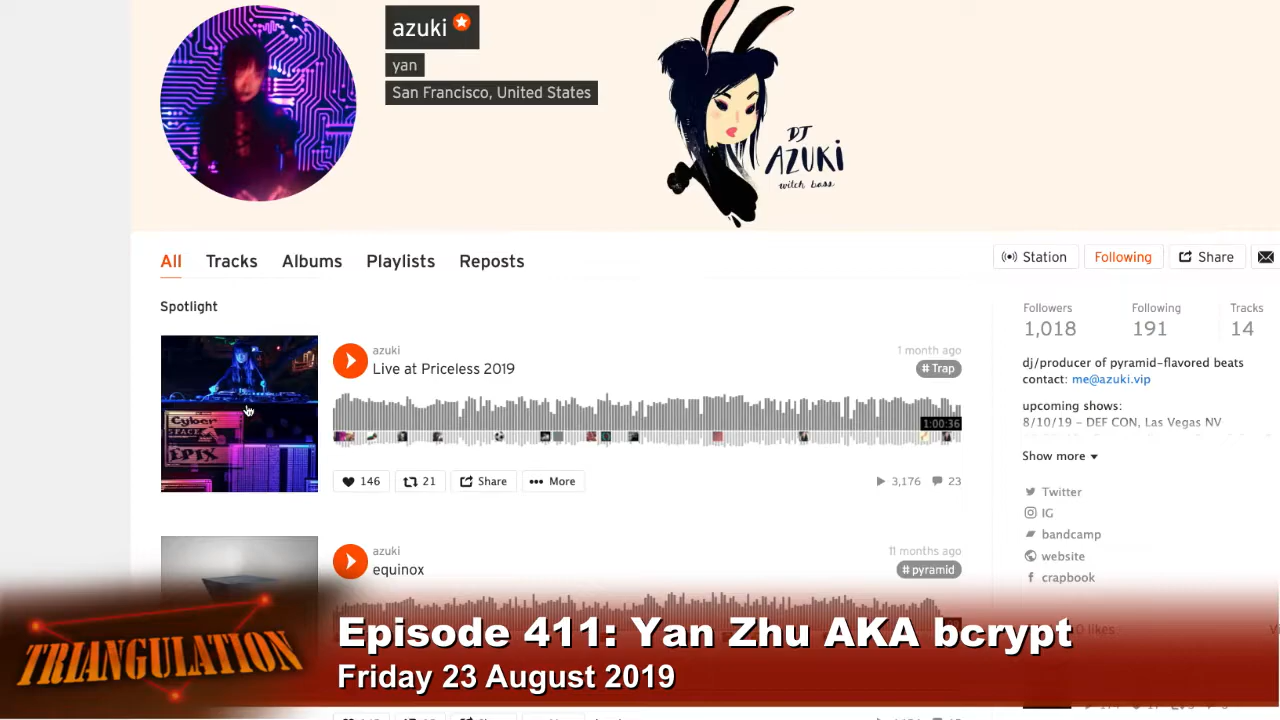 azuki
yan
San Francisco, United States
DJ
AZUKi
witch bass
All Tracks Albums Playlists Reposts
Station Following Share
Spotlight
Followers Following Tracks
1,018 191 14
azuki 1 month ago
Live at Priceless 2019 # Trap
1:00:36
Cyber
SPACE
EPIX
146 21 Share More 3,176 23
dj/producer of pyramid-flavored beats
contact: me@azuki.vip
upcoming shows:
8/10/19 - DEF CON, Las Vegas NV
Show more
Twitter
IG
bandcamp
website
crapbook
azuki 11 months ago
equinox # pyramid
likes
TRIANGULATION
Episode 411: Yan Zhu AKA bcrypt
Friday 23 August 2019